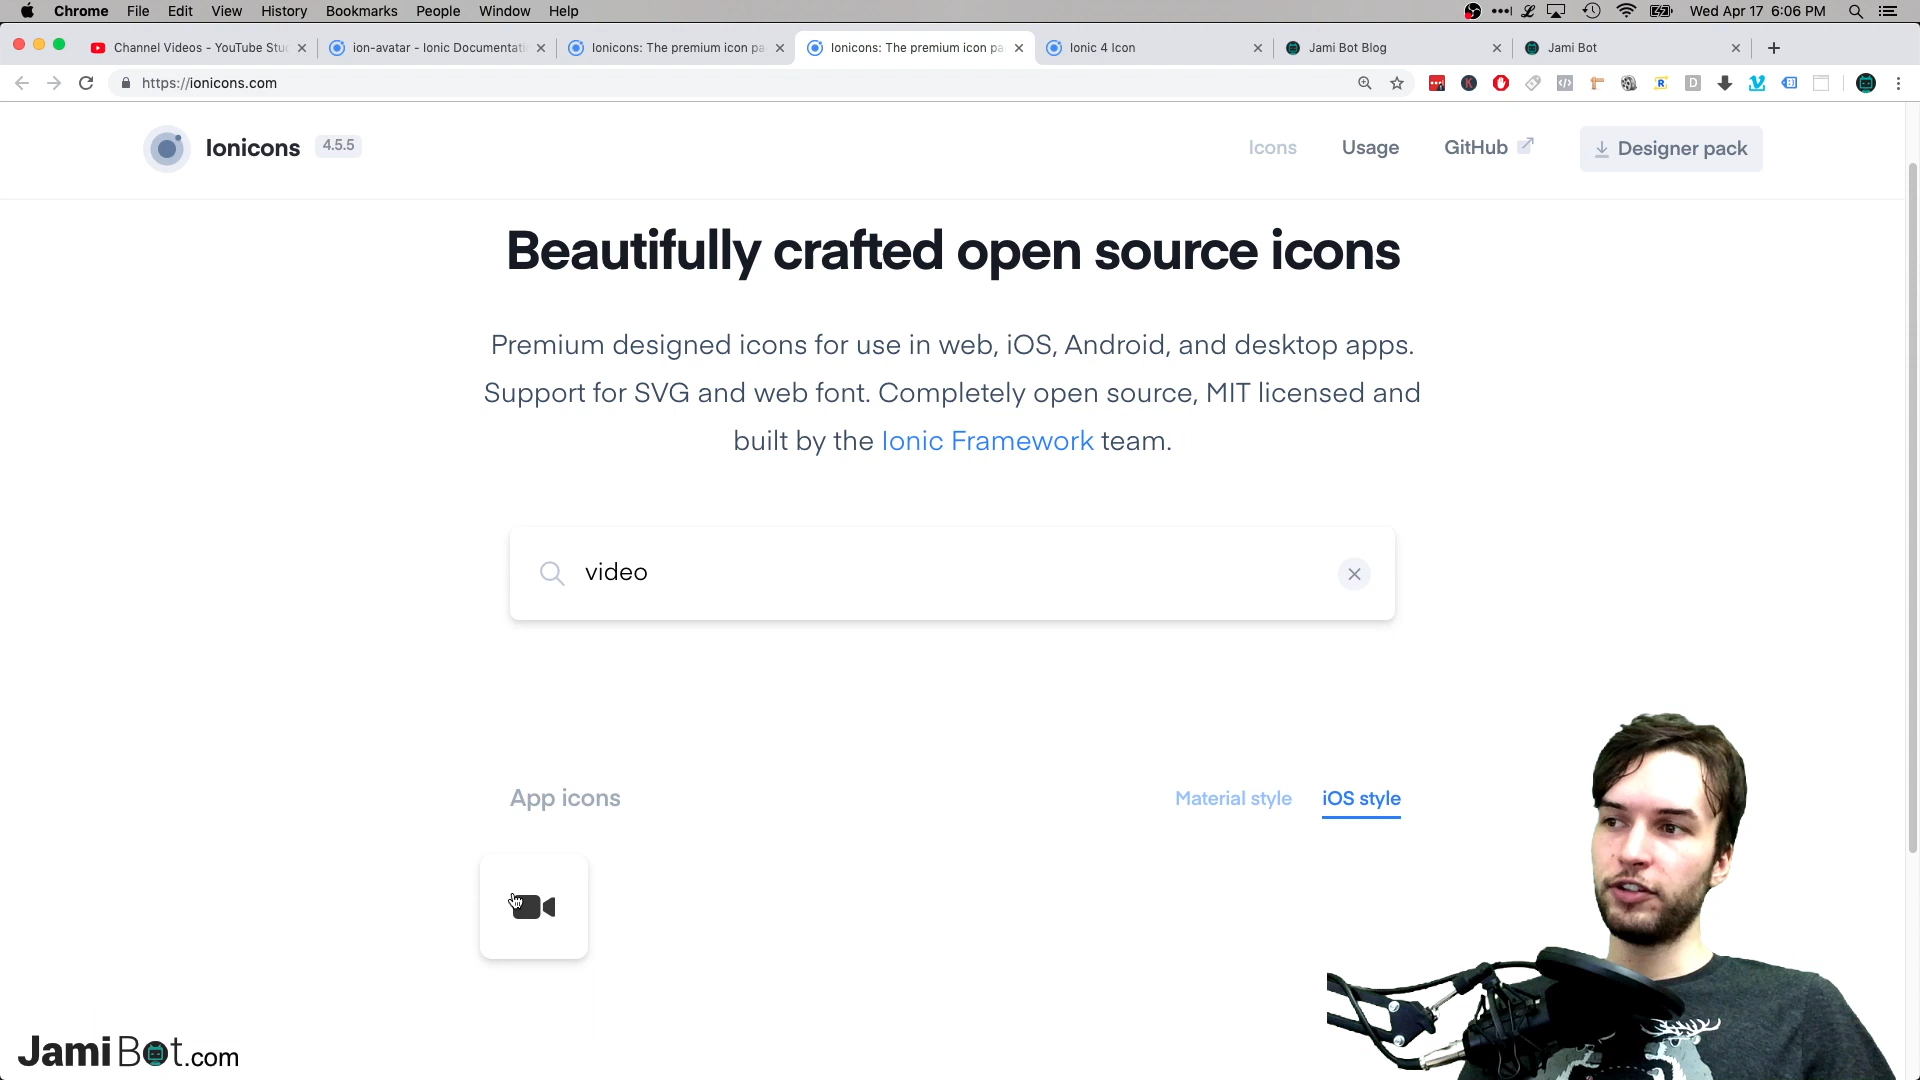 Chrome File Edit View History Bookmarks People Window Help Wed Apr 17 6:06 PM
Channel Videos - YouTube Stu
ion-avatar - Ionic Documentati
Ionicons: The premium icon pa
Ionicons: The premium icon pa
Ionic 4 Icon
Jami Bot Blog
Jami Bot
https://ionicons.com
Ionicons 4.5.5
Icons Usage GitHub Designer pack
Beautifully crafted open source icons
Premium designed icons for use in web, iOS, Android, and desktop apps.
Support for SVG and web font. Completely open source, MIT licensed and
built by the Ionic Framework team.
video
App icons Material style iOS style
JamiBot.com